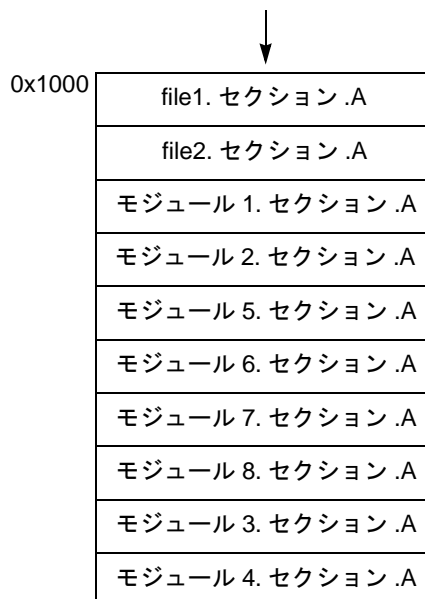 0x1000
file1. セクション .A
file2. セクション .A
モジュール 1. セクション .A
モジュール 2. セクション .A
モジュール 5. セクション .A
モジュール 6. セクション .A
モジュール 7. セクション .A
モジュール 8. セクション .A
モジュール 3. セクション .A
モジュール 4. セクション .A